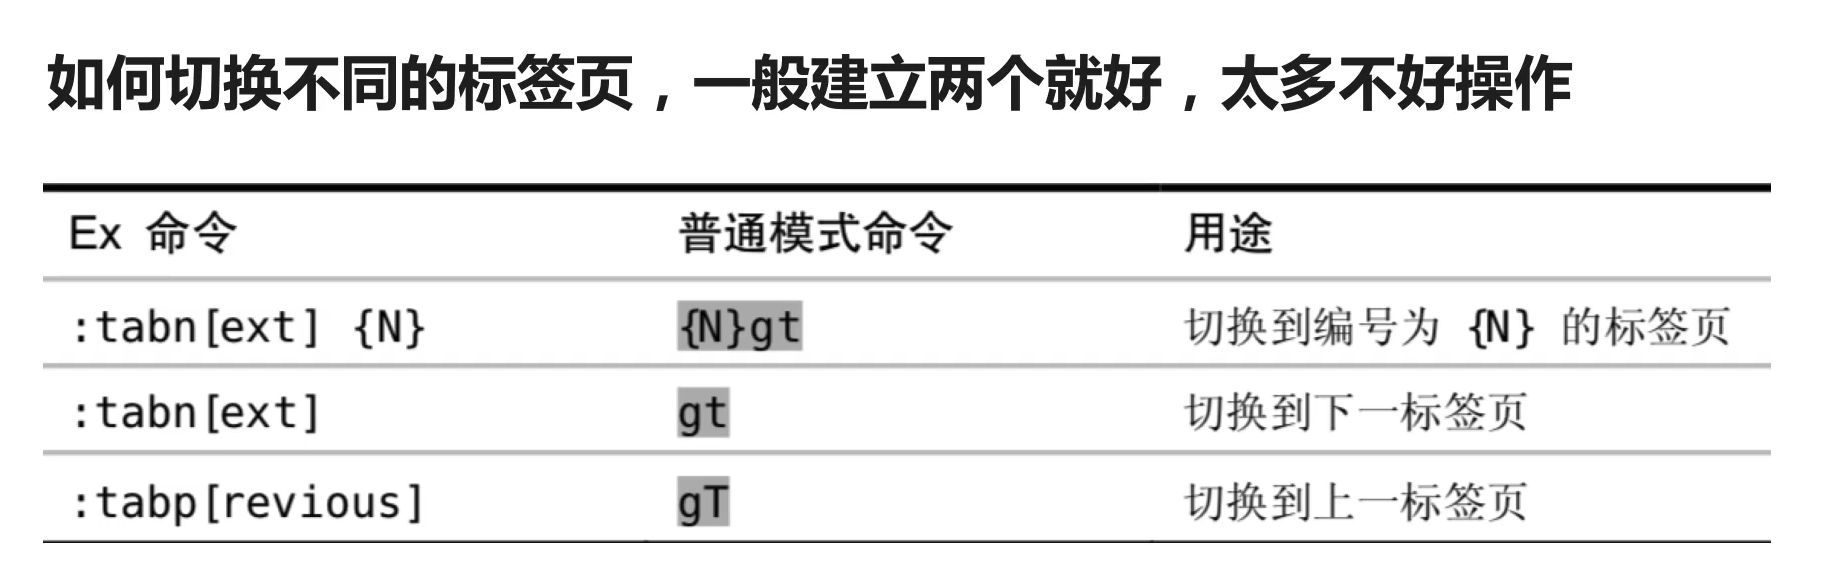 如何切换不同的标签页，一般建立两个就好，太多不好操作
Ex 命令 普通模式命令 用途
:tabn[ext] {N} {N}gt 切换到编号为 {N} 的标签页
:tabn[ext] gt 切换到下一标签页
:tabp[revious] gT 切换到上一标签页